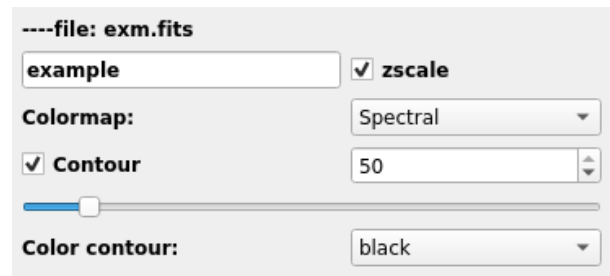 ----file: exm.fits
example zscale
Colormap: Spectral
Contour 50
Color contour: black